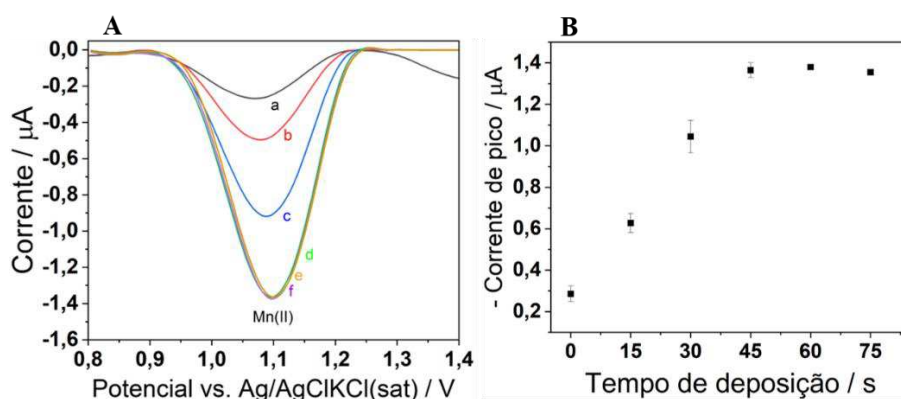 A
0,0
-0,2
-0,4
-0,6
-0,8
-1,0
-1,2
-1,4
-1,6
Corrente / µA
a
b
c
d
e
f
Mn(II)
0,8 0,9 1,0 1,1 1,2 1,3 1,4
Potencial vs. Ag/AgClKCl(sat) / V
B
1,4
1,2
1,0
0,8
0,6
0,4
0,2
- Corrente de pico / µA
0 15 30 45 60 75
Tempo de deposição / s